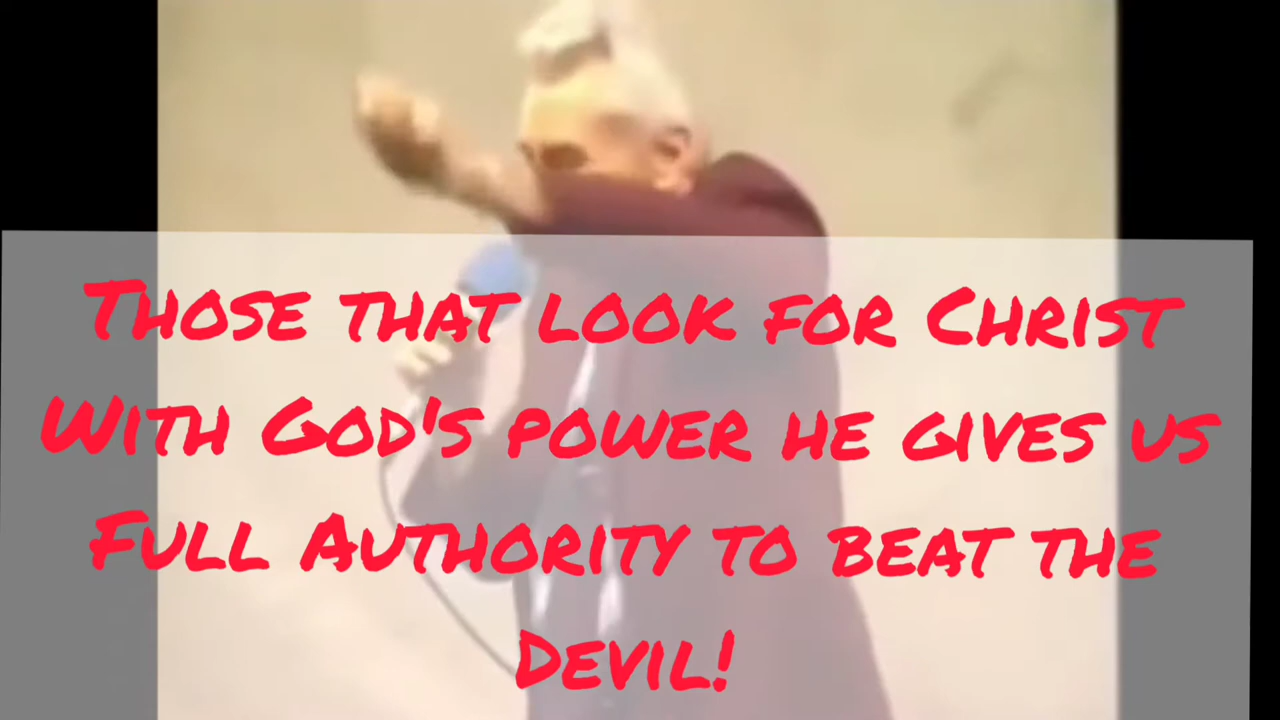 Those that look for Christ
With God's power he gives us
Full Authority to beat the
Devil!